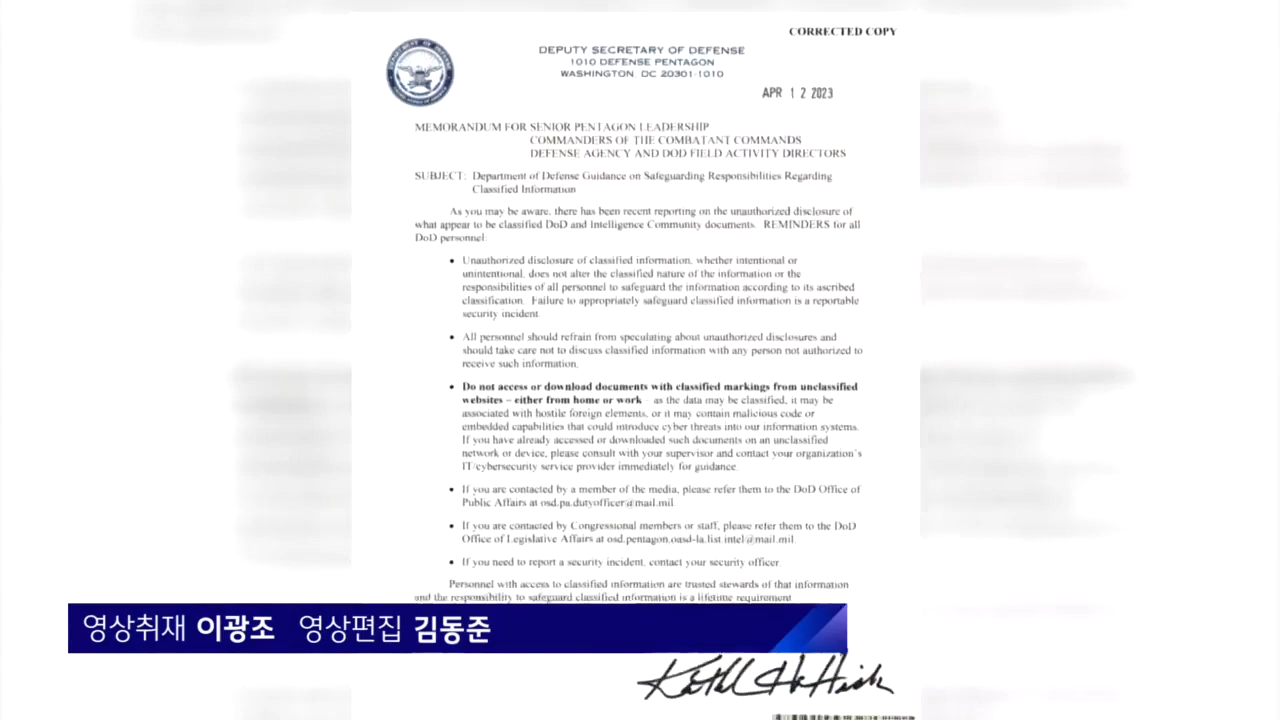 CORRECTED COPY
DEPUTY SECRETARY OF DEFENSE
1010 DEFENSE PENTAGON
WASHINGTON DC 20301-1010
APR 12 2023
MEMORANDUM FOR SENIOR PENTAGON LEADERSHIP
COMMANDERS OF THE COMBATANT COMMANDS
DEFENSE AGENCY AND DOD FIELD ACTIVITY DIRECTORS
SUBJECT: Department of Defense Guidance on Safeguarding Responsibilities Regarding
Classified Information
As you may be aware, there has been recent reporting on the unauthorized disclosure of
what appear to be classified DoD and Intelligence Community documents. REMINDERS for all
DoD personnel:
• Unauthorized disclosure of classified information, whether intentional or
unintentional, does not alter the classified nature of the information or the
responsibilities of all personnel to safeguard the information according to its ascribed
classification. Failure to appropriately safeguard classified information is a reportable
security incident.
• All personnel should refrain from speculating about unauthorized disclosures and
should take care not to discuss classified information with any person not authorized to
receive such information.
• Do not access or download documents with classified markings from unclassified
websites – either from home or work – as the data may be classified, it may be
associated with hostile foreign elements, or it may contain malicious code or
embedded capabilities that could introduce cyber threats into our information systems.
If you have already accessed or downloaded such documents on an unclassified
network or device, please consult with your supervisor and contact your organization's
IT/cybersecurity service provider immediately for guidance.
• If you are contacted by a member of the media, please refer them to the DoD Office of
Public Affairs at osd.pa.dutyofficer@mail.mil.
• If you are contacted by Congressional members or staff, please refer them to the DoD
Office of Legislative Affairs at osd.pentagon.oasd-la.list.intel@mail.mil.
• If you need to report a security incident, contact your security officer.
Personnel with access to classified information are trusted stewards of that information
and the responsibility to safeguard classified information is a lifetime requirement
영상취재 이광조 영상편집 김동준